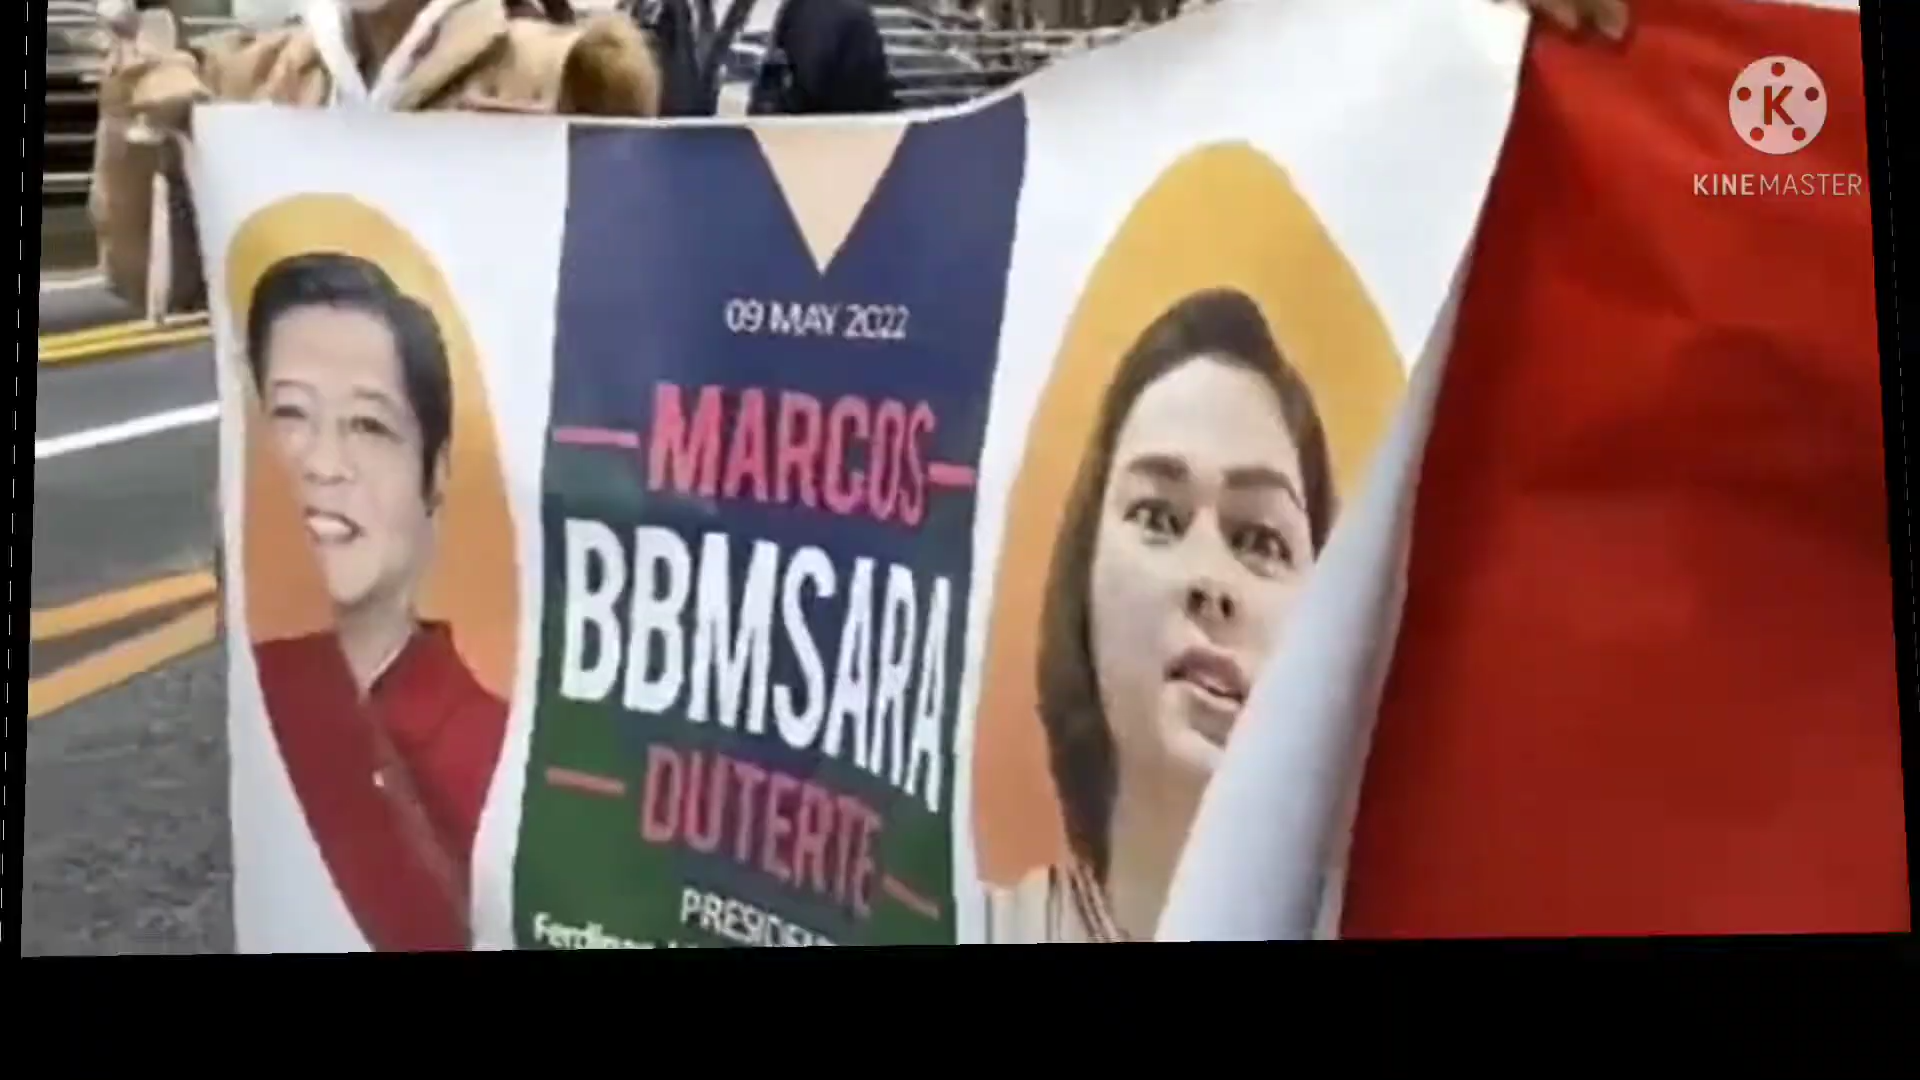 K
KINEMASTER
09 MAY 2022
MARCOS
BBMSARA
DUTERTE